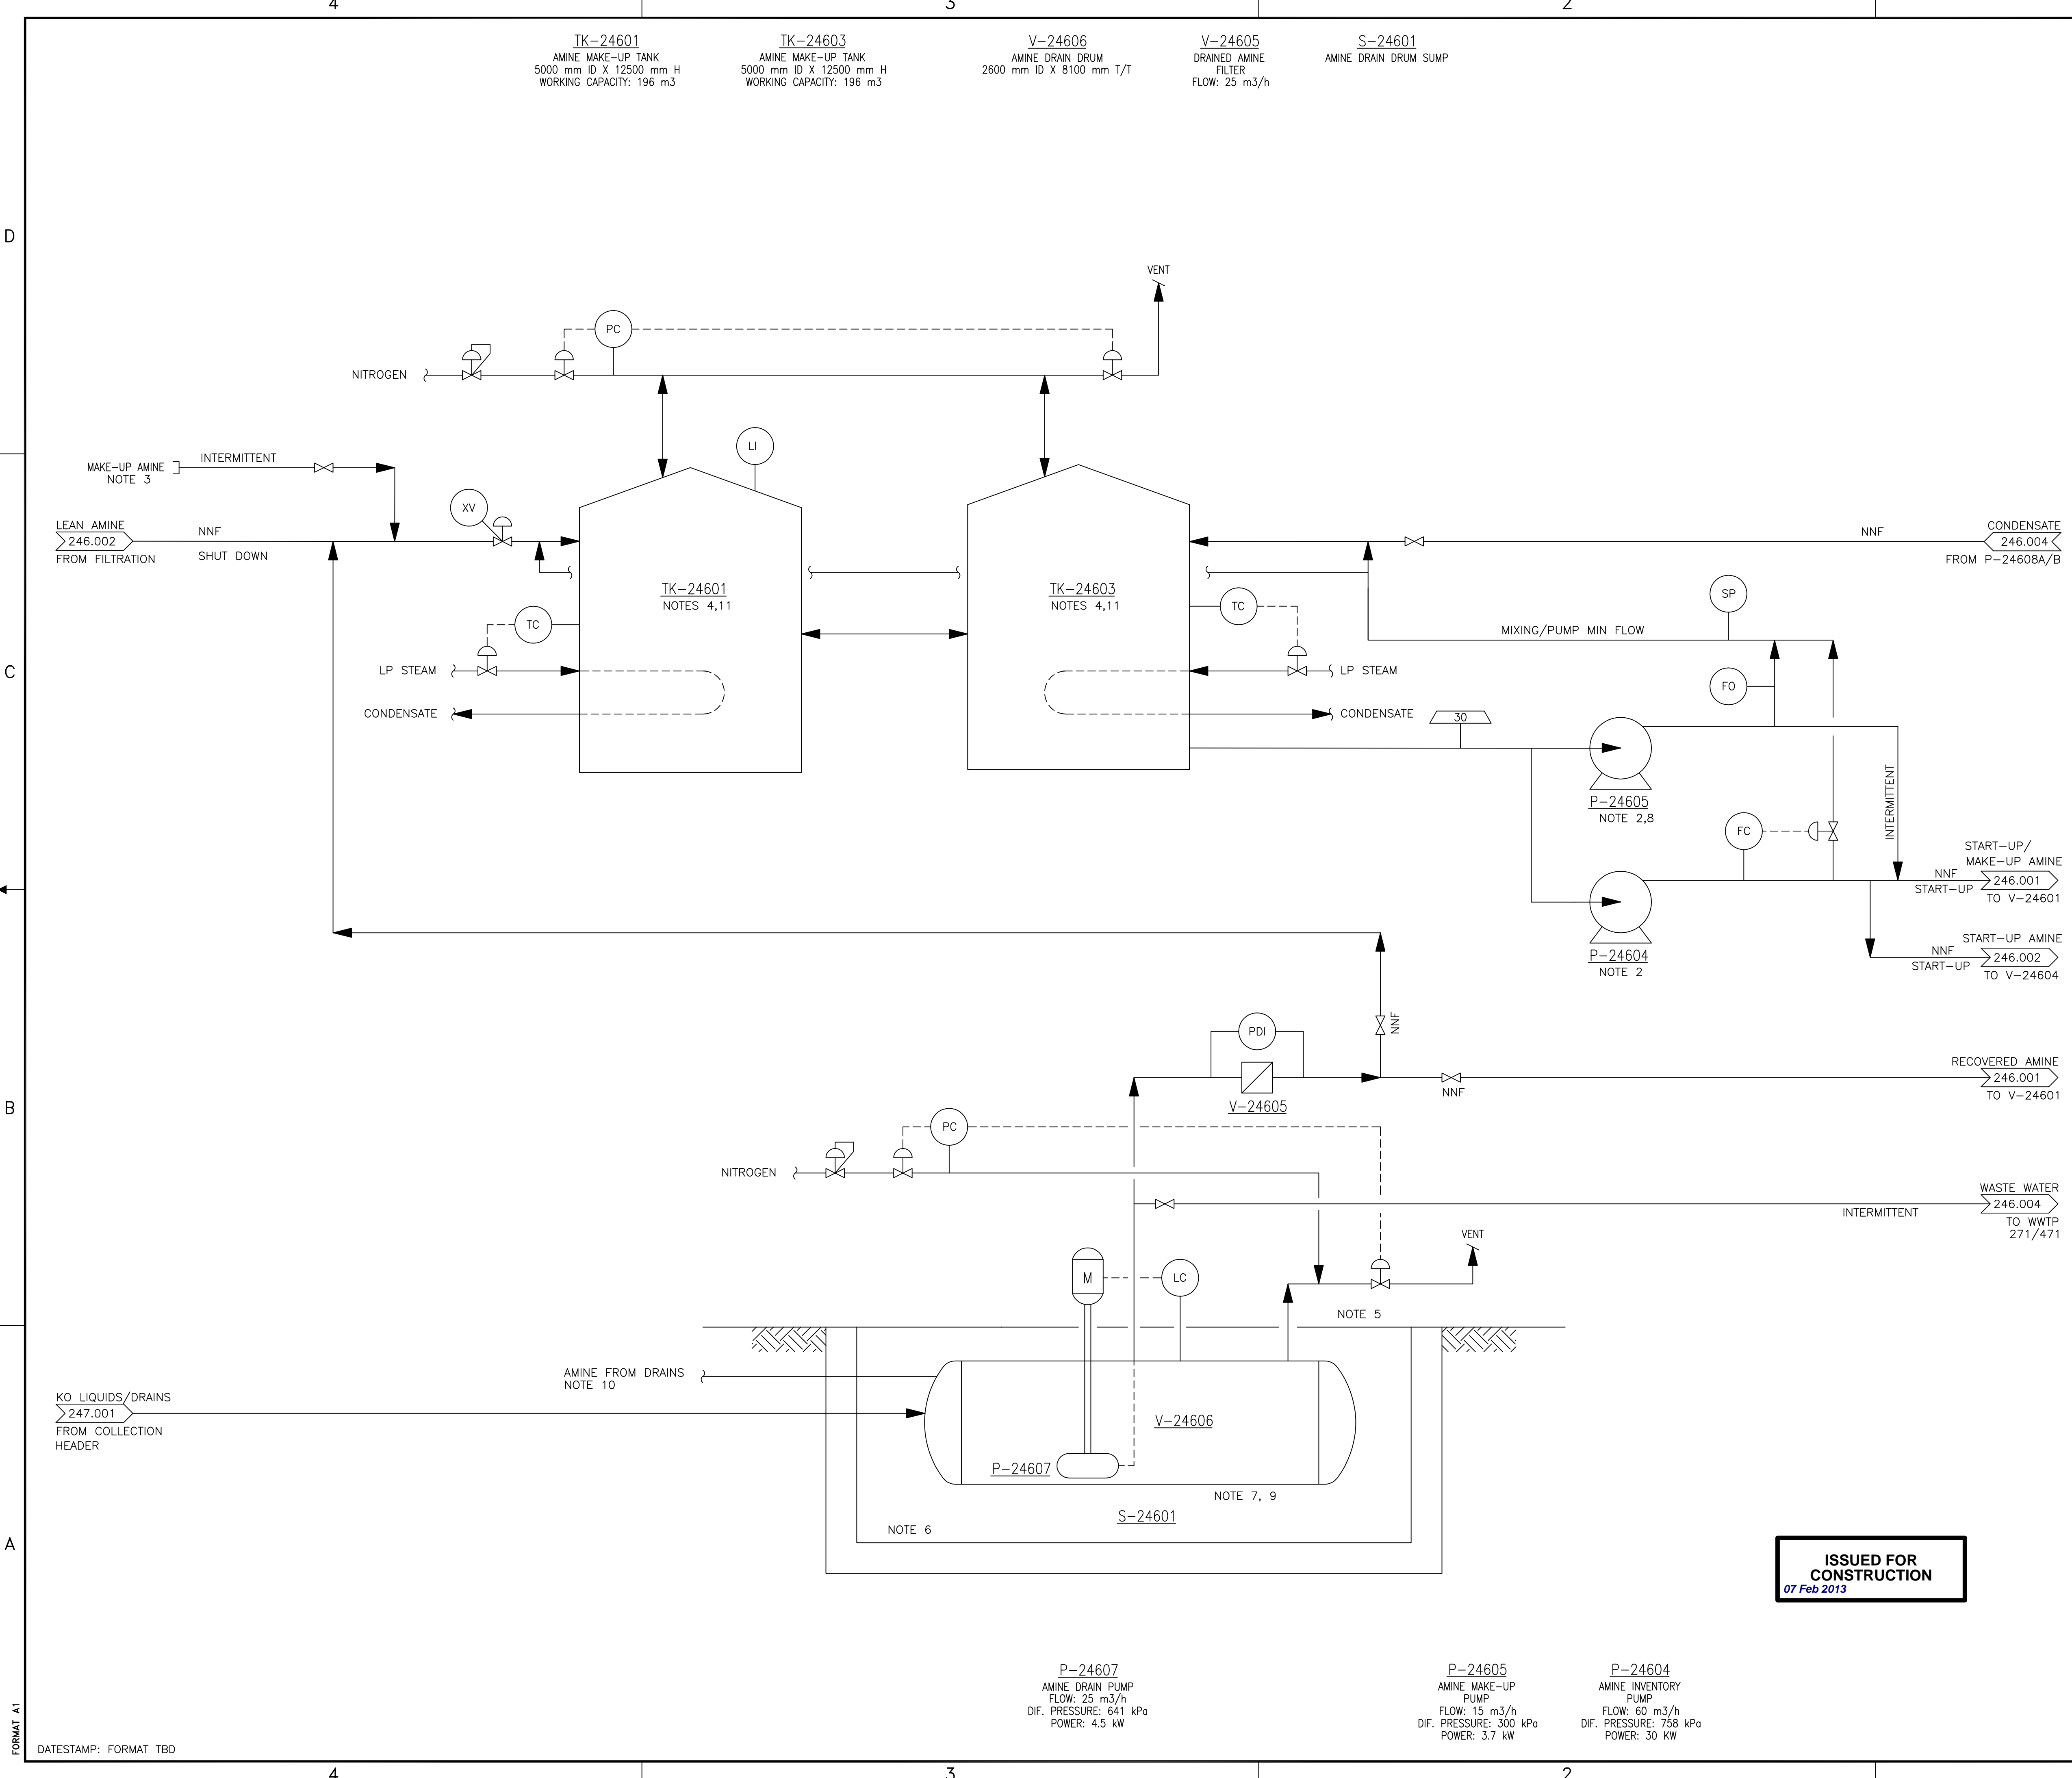 4
3
2
TK-24601
AMINE MAKE-UP TANK
5000 mm ID X 12500 mm H
WORKING CAPACITY: 196 m3
TK-24603
AMINE MAKE-UP TANK
5000 mm ID X 12500 mm H
WORKING CAPACITY: 196 m3
V-24606
AMINE DRAIN DRUM
2600 mm ID X 8100 mm T/T
V-24605
DRAINED AMINE
FILTER
FLOW: 25 m3/h
S-24601
AMINE DRAIN DRUM SUMP
D
VENT
PC
NITROGEN
LI
MAKE-UP AMINE
NOTE 3
INTERMITTENT
XV
LEAN AMINE
246.002
FROM FILTRATION
NNF
SHUT DOWN
NNF
CONDENSATE
246.004
FROM P-24608A/B
TK-24601
NOTES 4,11
TK-24603
NOTES 4,11
TC
TC
SP
MIXING/PUMP MIN FLOW
C
LP STEAM
CONDENSATE
LP STEAM
CONDENSATE
30
FO
P-24605
NOTE 2,8
INTERMITTENT
FC
START-UP/
MAKE-UP AMINE
NNF
START-UP
246.001
TO V-24601
P-24604
NOTE 2
START-UP AMINE
NNF
START-UP
246.002
TO V-24604
PDI
NNF
V-24605
NNF
RECOVERED AMINE
246.001
TO V-24601
B
PC
NITROGEN
WASTE WATER
246.004
INTERMITTENT
TO WWTP
271/471
VENT
M
LC
NOTE 5
AMINE FROM DRAINS
NOTE 10
KO LIQUIDS/DRAINS
247.001
FROM COLLECTION
HEADER
V-24606
P-24607
NOTE 7, 9
S-24601
NOTE 6
A
ISSUED FOR
CONSTRUCTION
07 Feb 2013
P-24607
AMINE DRAIN PUMP
FLOW: 25 m3/h
DIF. PRESSURE: 641 kPa
POWER: 4.5 kW
P-24605
AMINE MAKE-UP
PUMP
FLOW: 15 m3/h
DIF. PRESSURE: 300 kPa
POWER: 3.7 kW
P-24604
AMINE INVENTORY
PUMP
FLOW: 60 m3/h
DIF. PRESSURE: 758 kPa
POWER: 30 KW
FORMAT A1
DATESTAMP: FORMAT TBD
4
3
2